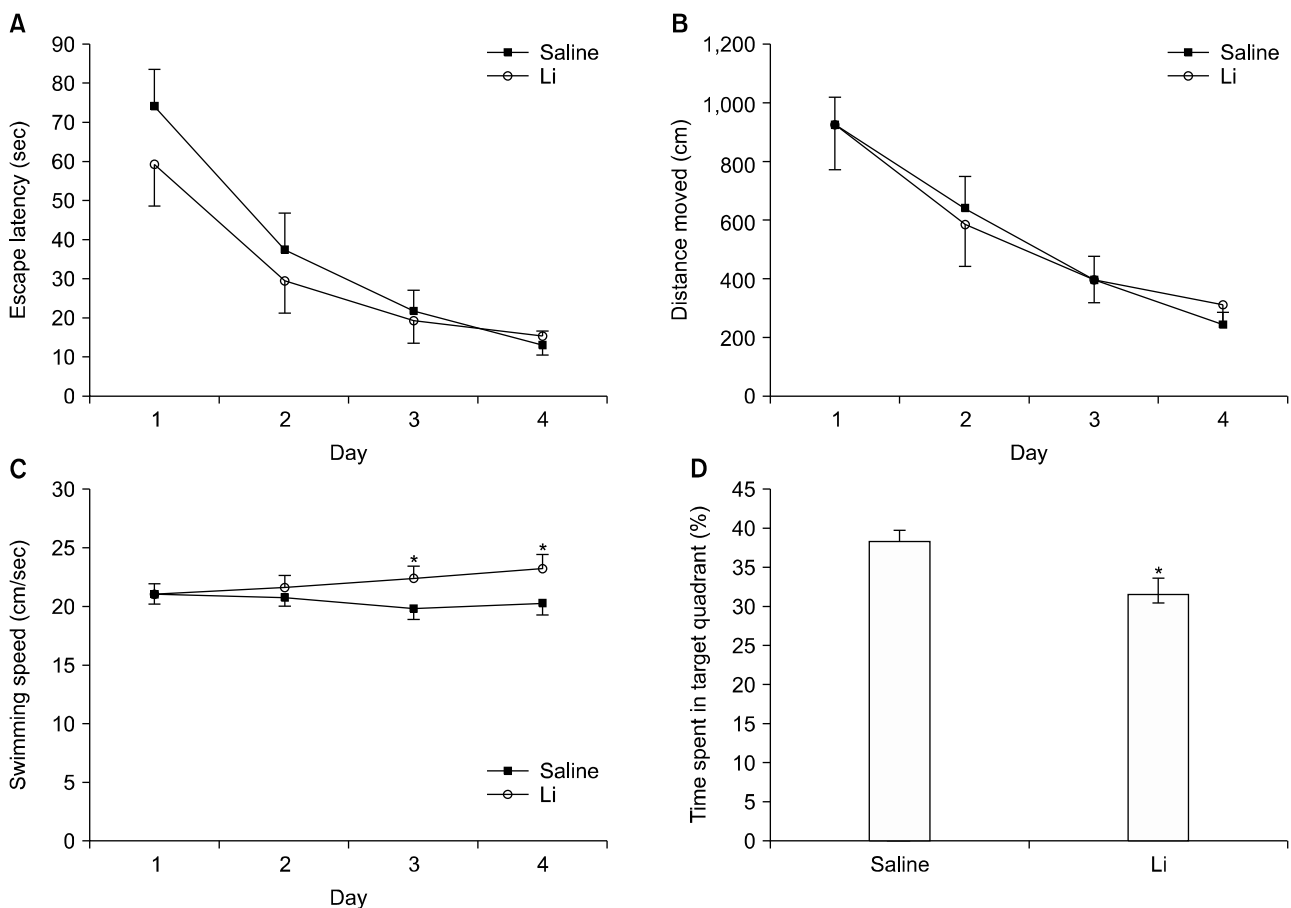 A
90
80
70
60
50
40
30
20
10
0
Escape latency (sec)
Saline
Li
1 2 3 4
Day
B
1,200
1,000
800
600
400
200
0
Distance moved (cm)
Saline
Li
1 2 3 4
Day
C
30
25
20
15
10
5
0
Swimming speed (cm/sec)
* *
Saline
Li
1 2 3 4
Day
D
45
40
35
30
25
20
15
10
5
0
Time spent in target quadrant (%)
*
Saline Li